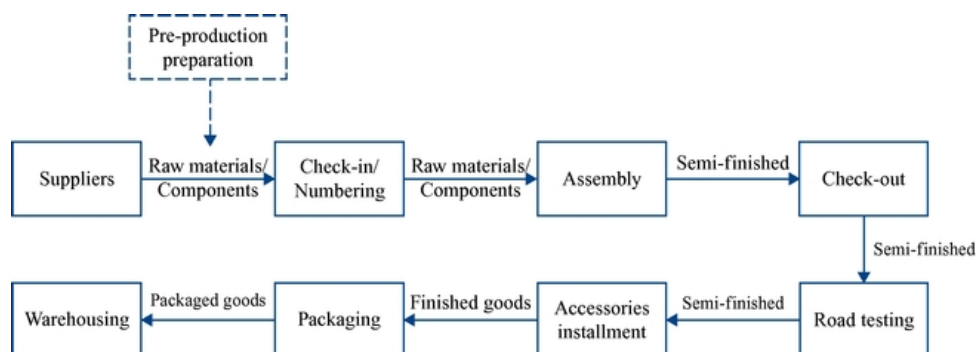 Pre-production
preparation
Suppliers
Raw materials/
Components
Check-in/
Numbering
Raw materials/
Components
Assembly
Semi-finished
Check-out
Semi-finished
Warehousing
Packaged goods
Packaging
Finished goods
Accessories
installment
Semi-finished
Road testing